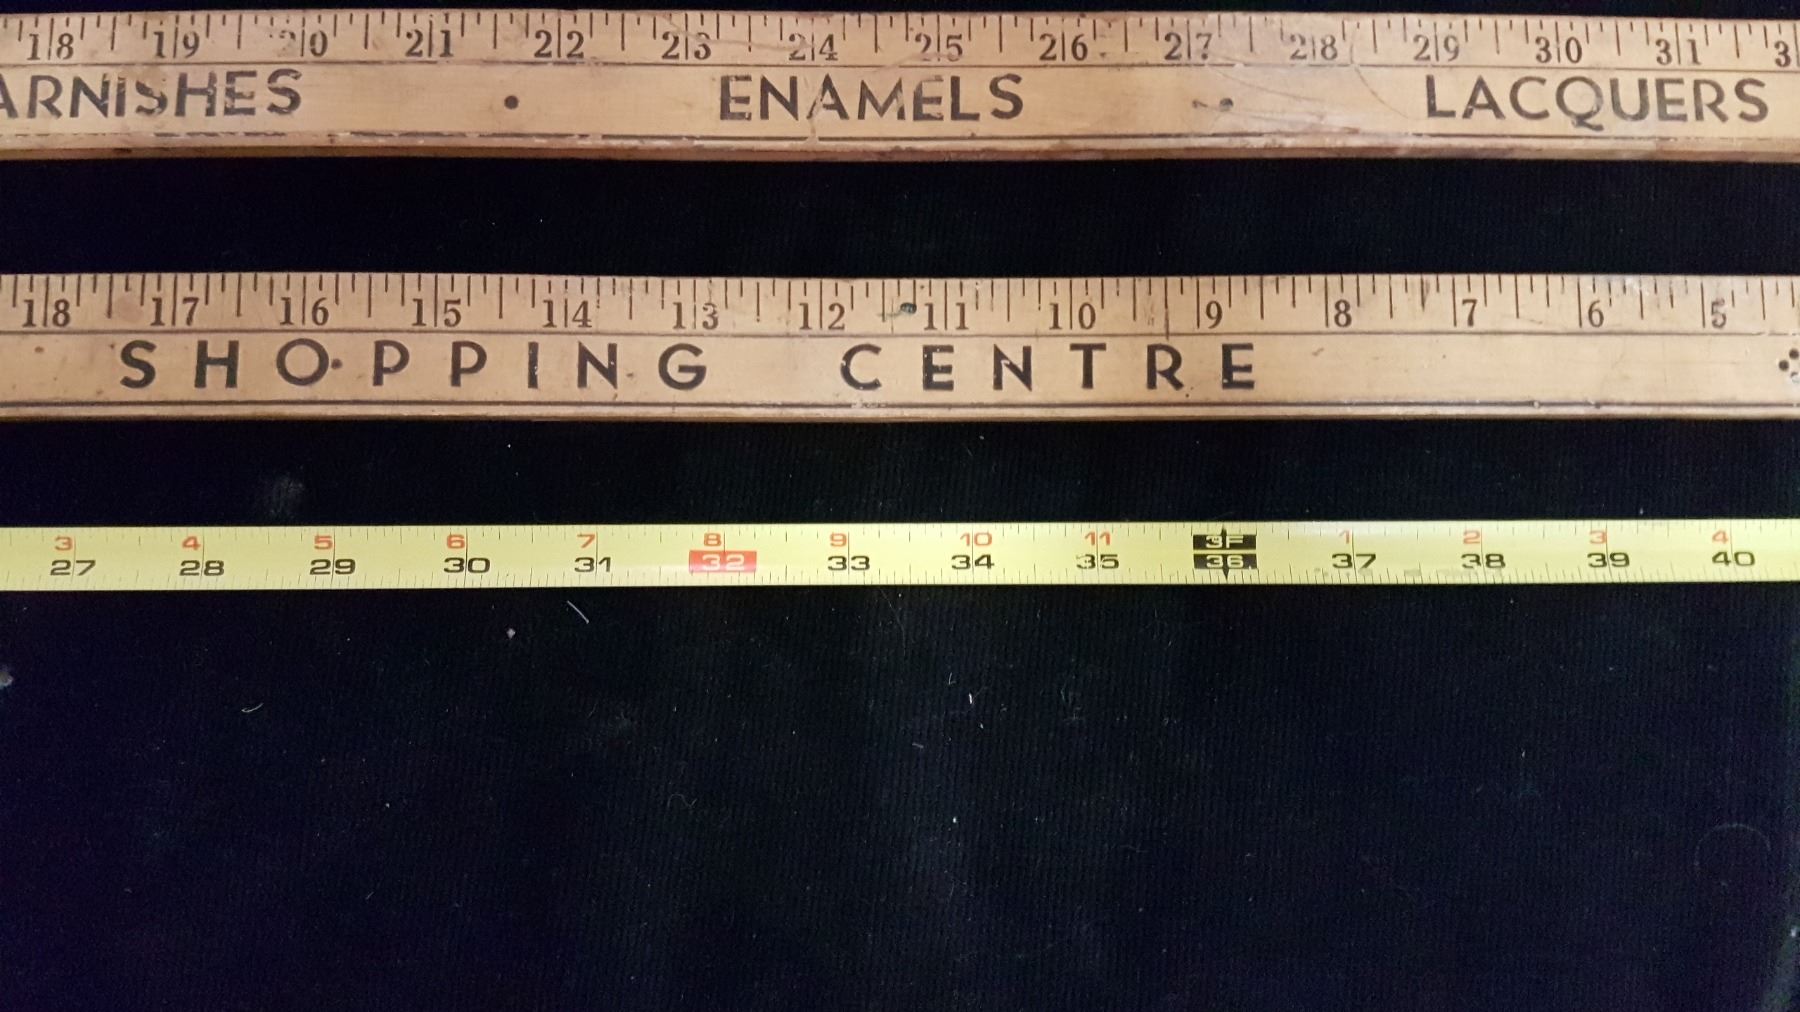 18 19 20 21 22 23 24 25 26 27 28 29 30 31 3
ARNISHES • ENAMELS • LACQUERS
18 17 16 15 14 13 12 11 10 9 8 7 6 5
SHOPPING CENTRE
3 4 5 6 7 8 9 10 11 3F 1 2 3 4
27 28 29 30 31 32 33 34 35 36 37 38 39 40